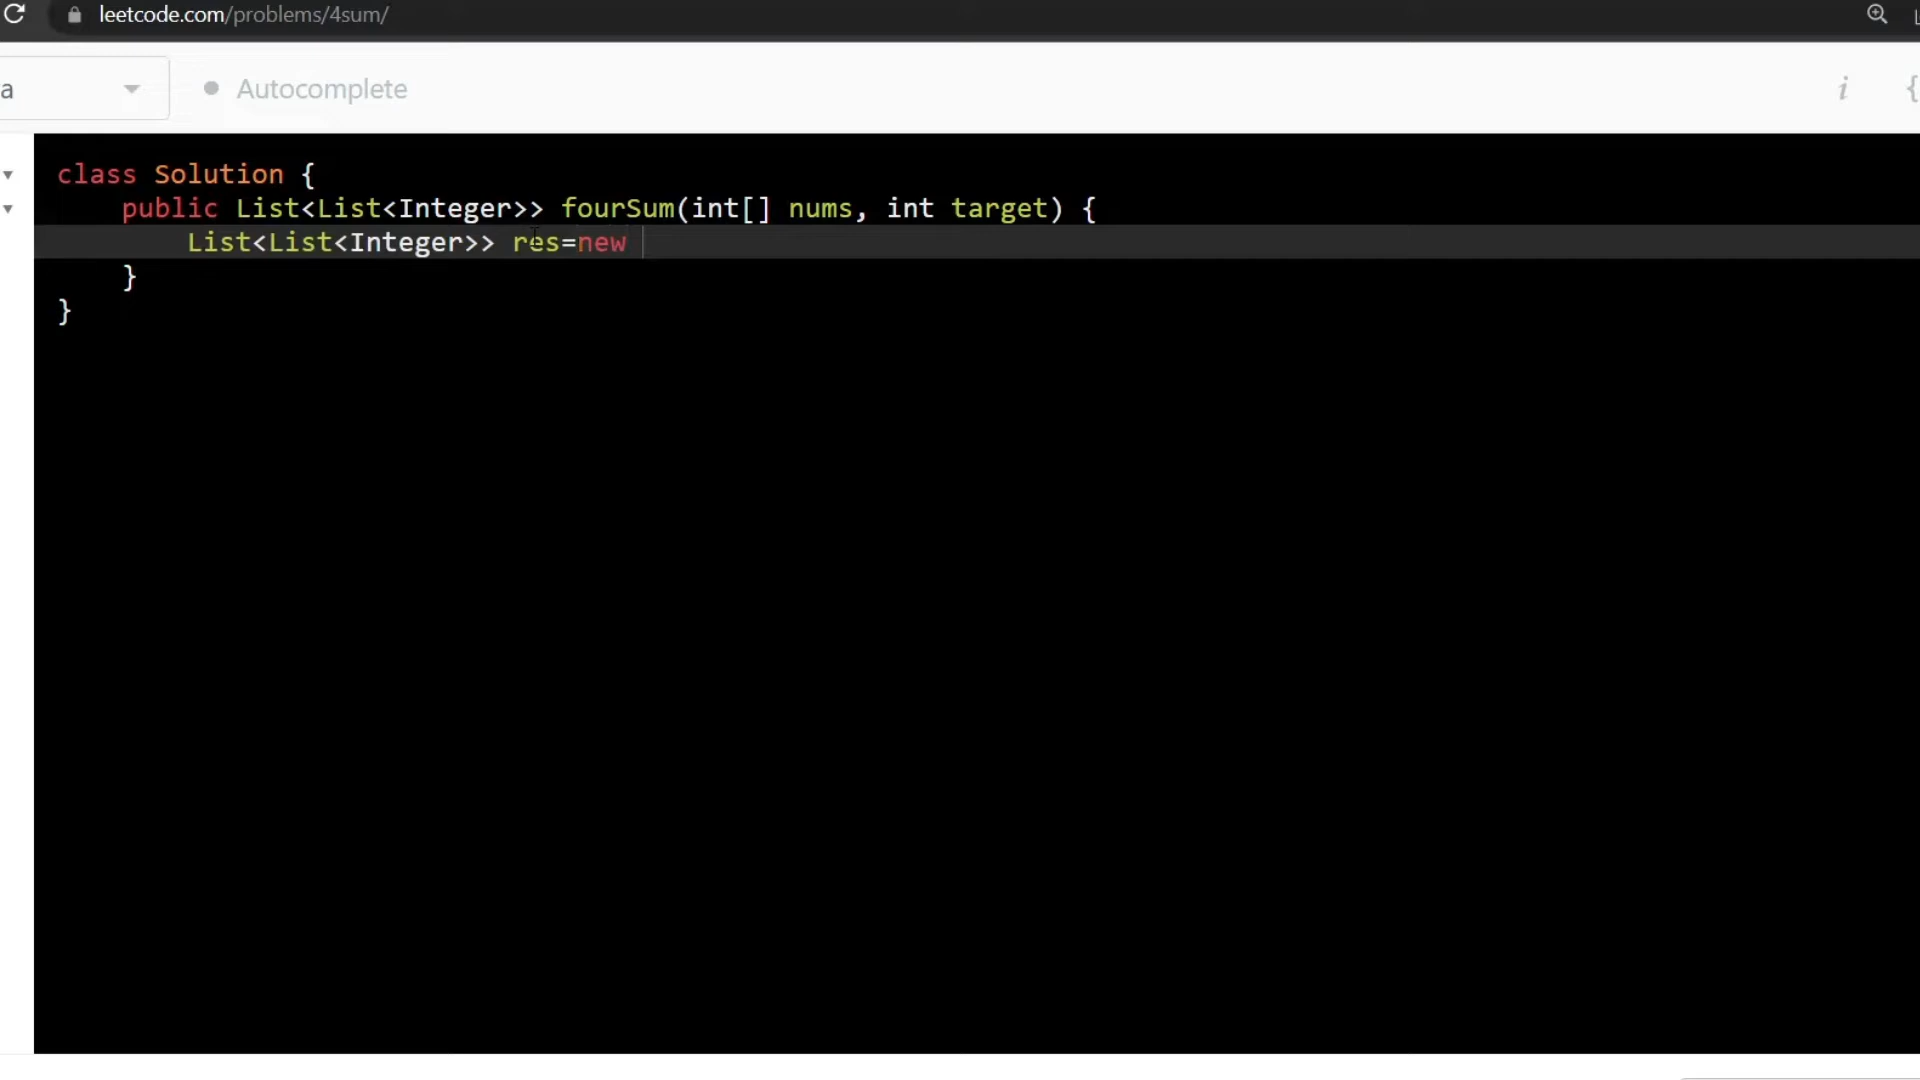 leetcode.com/problems/4sum/
a
Autocomplete
i {
class Solution {
    public List<List<Integer>> fourSum(int[] nums, int target) {
        List<List<Integer>> res=new
    }
}